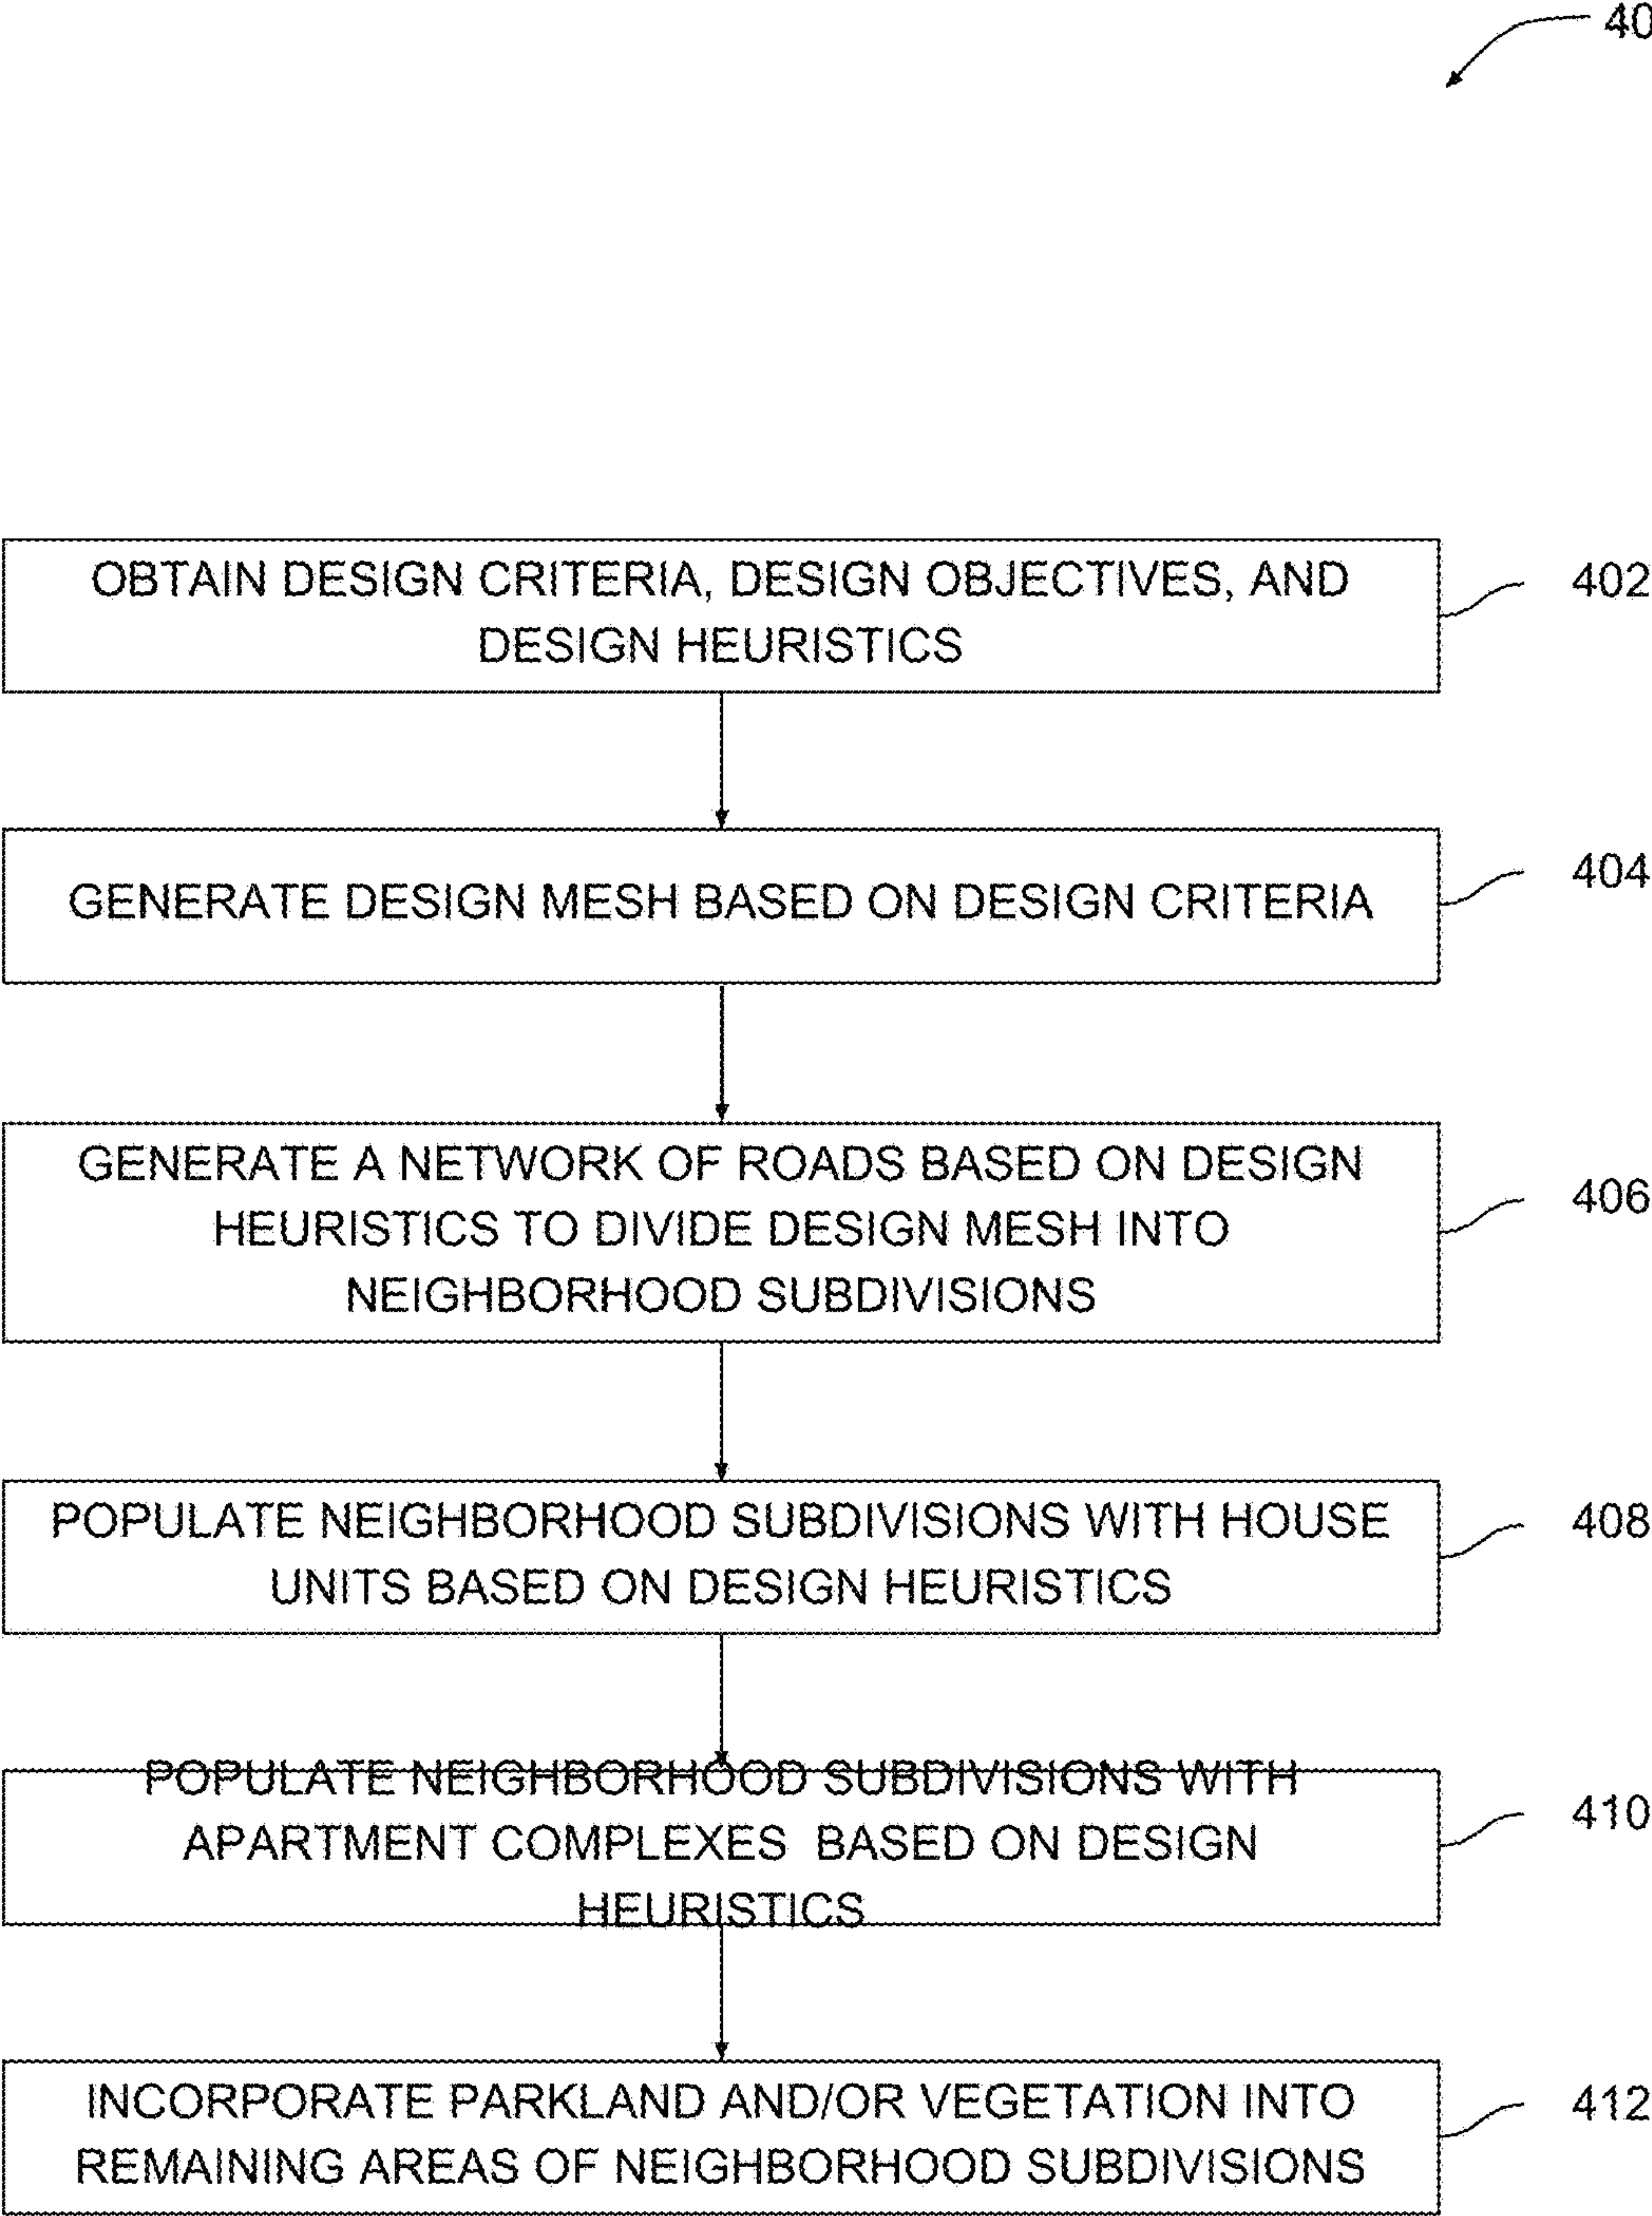 40
OBTAIN DESIGN CRITERIA, DESIGN OBJECTIVES, AND
DESIGN HEURISTICS
402
GENERATE DESIGN MESH BASED ON DESIGN CRITERIA
404
GENERATE A NETWORK OF ROADS BASED ON DESIGN
HEURISTICS TO DIVIDE DESIGN MESH INTO
NEIGHBORHOOD SUBDIVISIONS
406
POPULATE NEIGHBORHOOD SUBDIVISIONS WITH HOUSE
UNITS BASED ON DESIGN HEURISTICS
408
POPULATE NEIGHBORHOOD SUBDIVISIONS WITH
APARTMENT COMPLEXES BASED ON DESIGN
HEURISTICS
410
INCORPORATE PARKLAND AND/OR VEGETATION INTO
REMAINING AREAS OF NEIGHBORHOOD SUBDIVISIONS
412